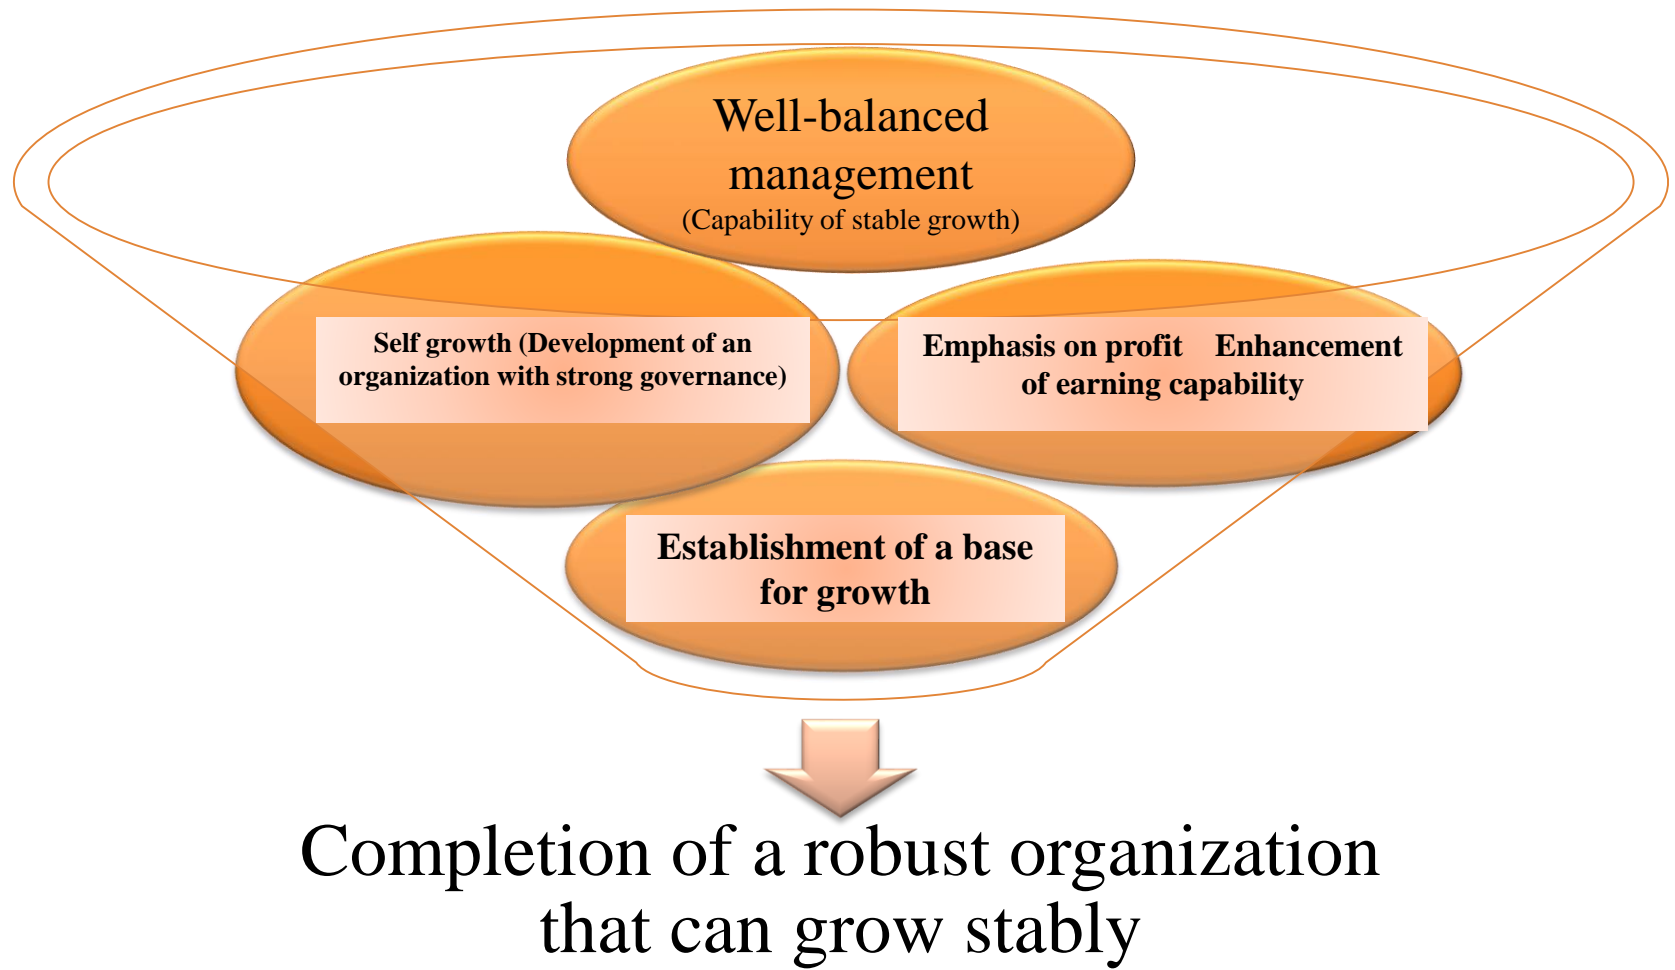 Well-balanced
management
(Capability of stable growth)
Self growth (Development of an
organization with strong governance)
Emphasis on profit Enhancement
of earning capability
Establishment of a base
for growth
Completion of a robust organization
that can grow stably